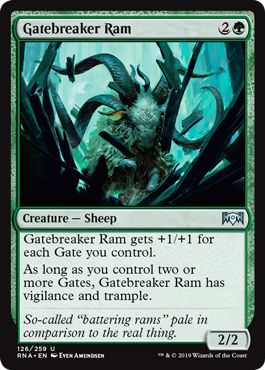 Gatebreaker Ram 2
Creature — Sheep
Gatebreaker Ram gets +1/+1 for
each Gate you control.
As long as you control two or
more Gates, Gatebreaker Ram has
vigilance and trample.
So-called “battering rams” pale in
comparison to the real thing.
2/2
126/259 U
RNA • EN Even Amundsen
™ & © 2019 Wizards of the Coast